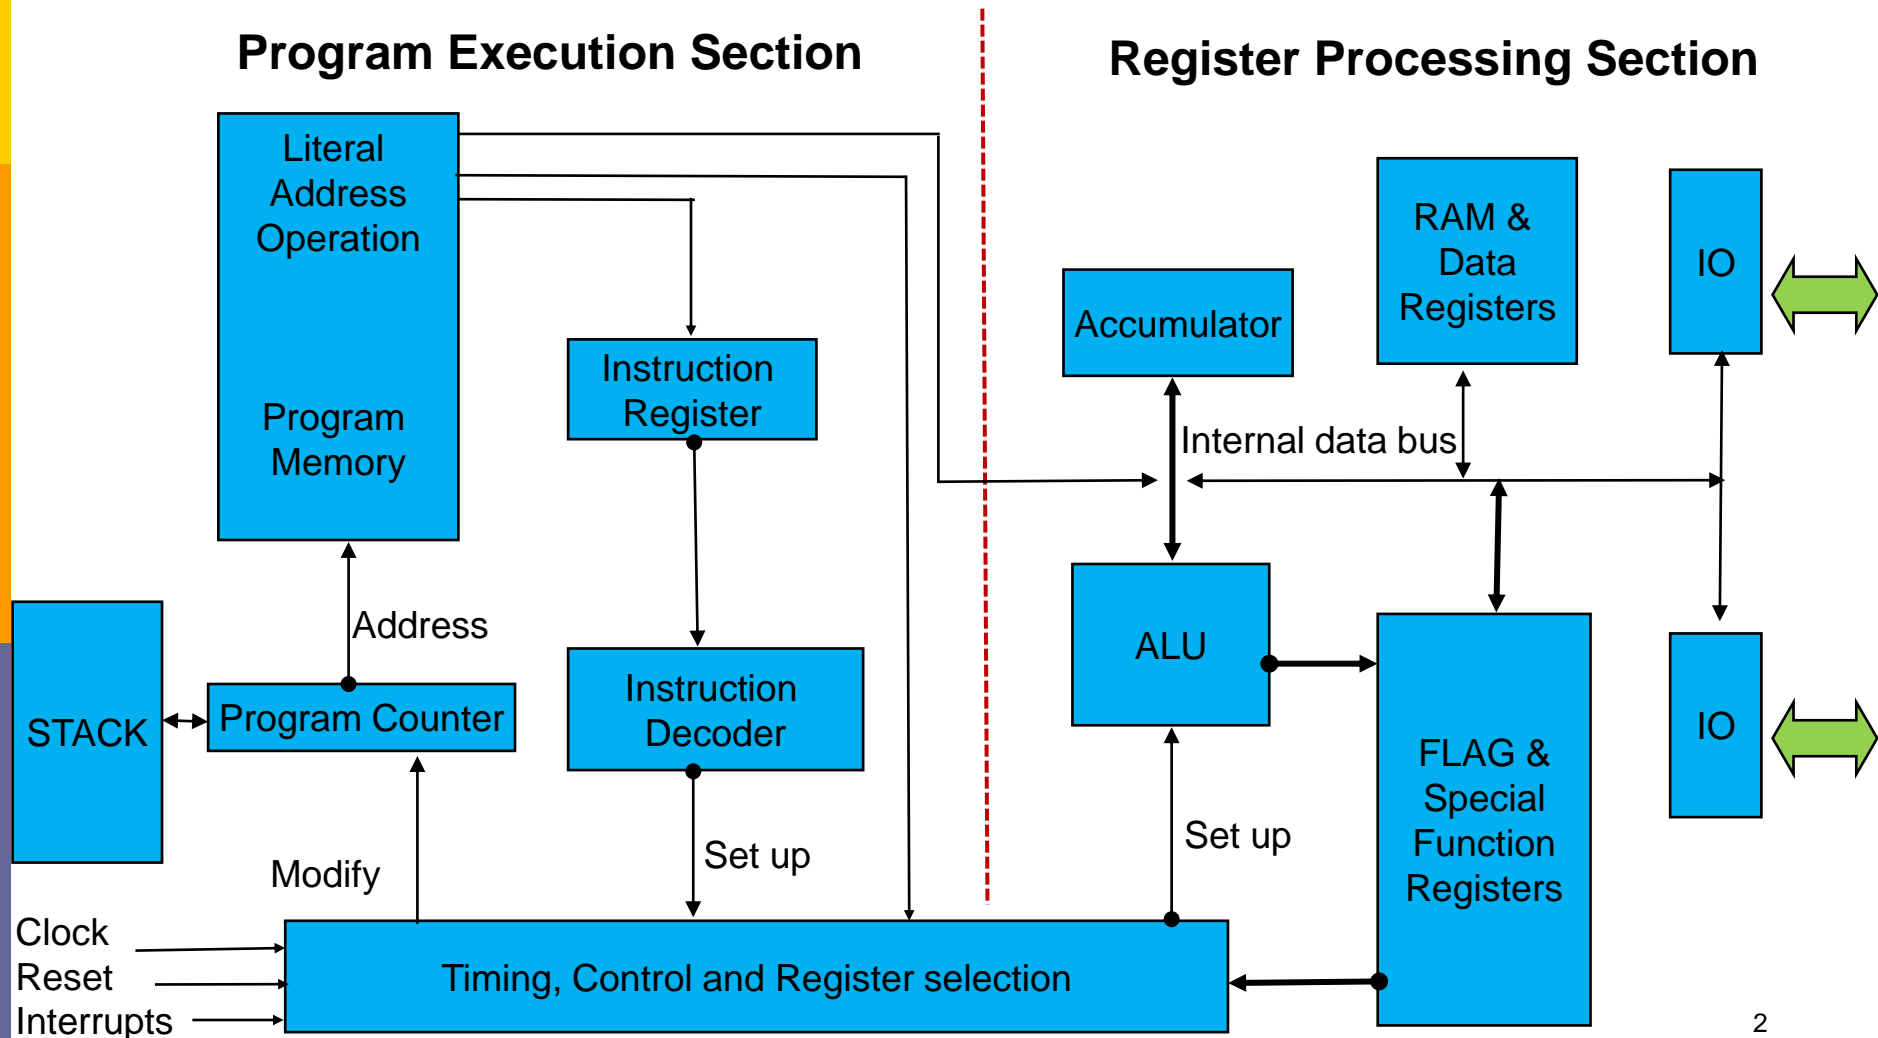 Program Execution Section
Register Processing Section
Literal
Address
Operation
Program
Memory
Instruction
Register
Accumulator
RAM &
Data
Registers
IO
Internal data bus
Address
STACK
Program Counter
Instruction
Decoder
ALU
IO
FLAG &
Special
Function
Registers
Modify
Set up
Set up
Clock
Reset
Interrupts
Timing, Control and Register selection
2